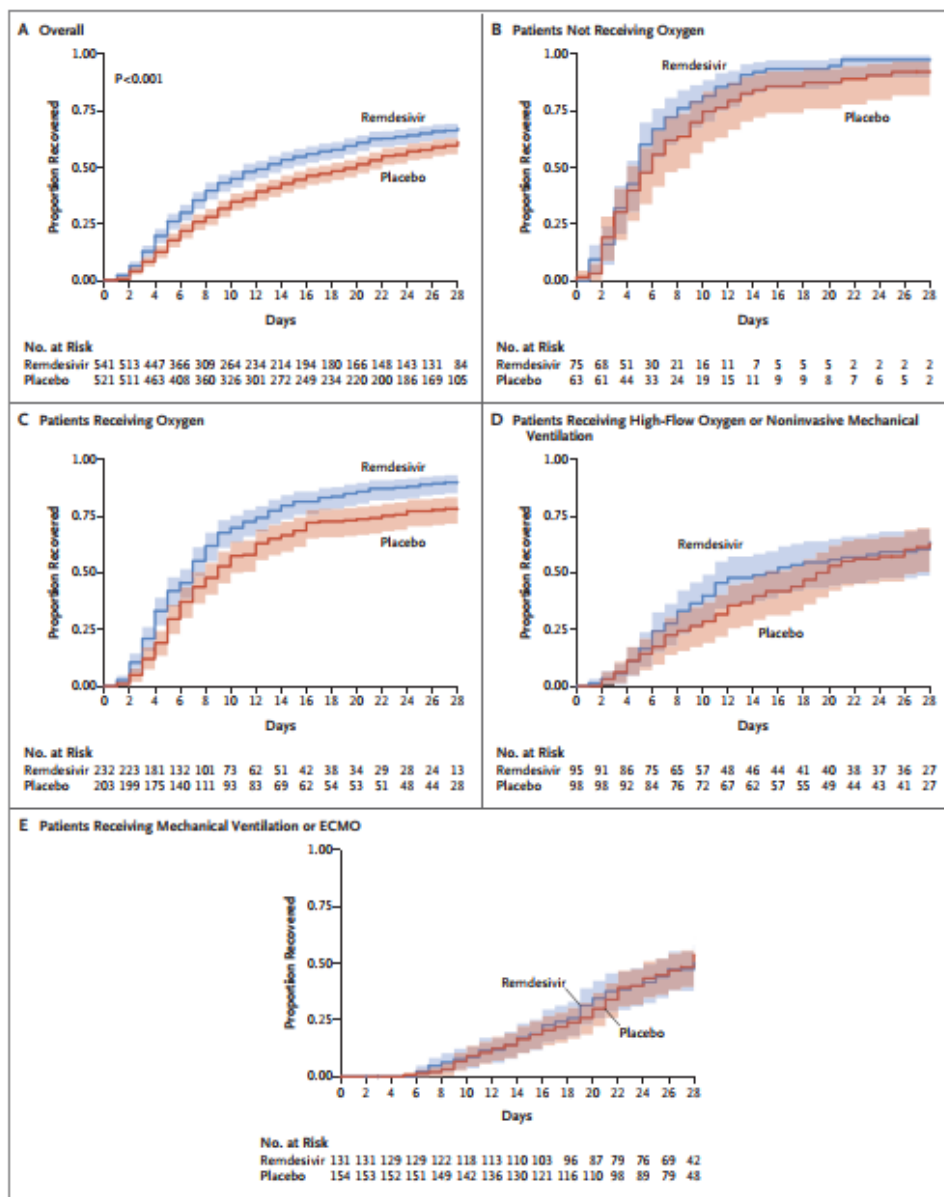 A Overall
P<0.001
Proportion Recovered
1.00
0.75
0.50
0.25
0.00
Remdesivir
Placebo
0 2 4 6 8 10 12 14 16 18 20 22 24 26 28
Days
No. at Risk
Remdesivir 541 513 447 366 309 264 234 214 194 180 166 148 143 131 84
Placebo 521 511 463 408 360 326 301 272 249 234 220 200 186 169 105
B Patients Not Receiving Oxygen
Proportion Recovered
1.00
0.75
0.50
0.25
0.00
Remdesivir
Placebo
0 2 4 6 8 10 12 14 16 18 20 22 24 26 28
Days
No. at Risk
Remdesivir 75 68 51 30 21 16 11 7 5 5 5 2 2 2 2
Placebo 63 61 44 33 24 19 15 11 9 9 8 7 6 5 2
C Patients Receiving Oxygen
Proportion Recovered
1.00
0.75
0.50
0.25
0.00
Remdesivir
Placebo
0 2 4 6 8 10 12 14 16 18 20 22 24 26 28
Days
No. at Risk
Remdesivir 232 223 181 132 101 73 62 51 42 38 34 29 28 24 13
Placebo 203 199 175 140 111 93 83 69 62 54 53 51 48 44 28
D Patients Receiving High-Flow Oxygen or Noninvasive Mechanical
Ventilation
Proportion Recovered
1.00
0.75
0.50
0.25
0.00
Remdesivir
Placebo
0 2 4 6 8 10 12 14 16 18 20 22 24 26 28
Days
No. at Risk
Remdesivir 95 91 86 75 65 57 48 46 44 41 40 38 37 36 27
Placebo 98 98 92 84 76 72 67 62 57 55 49 44 43 41 27
E Patients Receiving Mechanical Ventilation or ECMO
Proportion Recovered
1.00
0.75
0.50
0.25
0.00
Remdesivir
Placebo
0 2 4 6 8 10 12 14 16 18 20 22 24 26 28
Days
No. at Risk
Remdesivir 131 131 129 129 122 118 113 110 103 96 87 79 76 69 42
Placebo 154 153 152 151 149 142 136 130 121 116 110 98 89 79 48